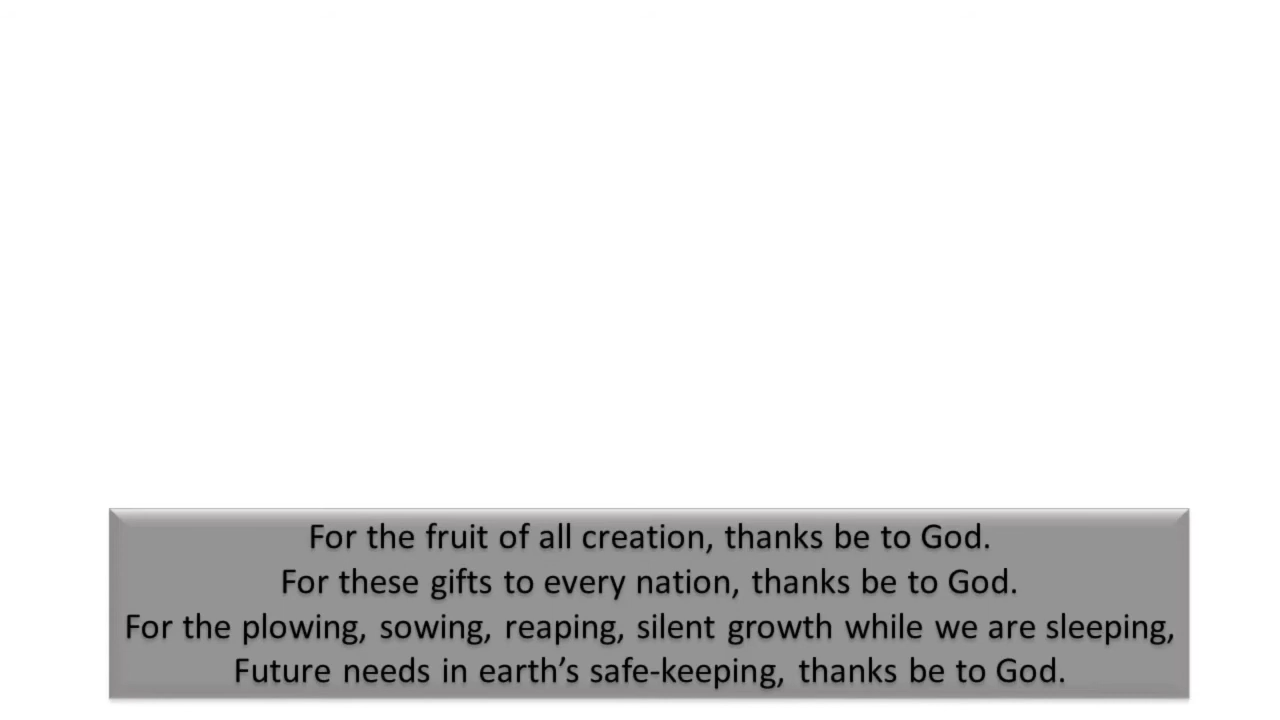 For the fruit of all creation, thanks be to God.
For these gifts to every nation, thanks be to God.
For the plowing, sowing, reaping, silent growth while we are sleeping,
Future needs in earth’s safe-keeping, thanks be to God.